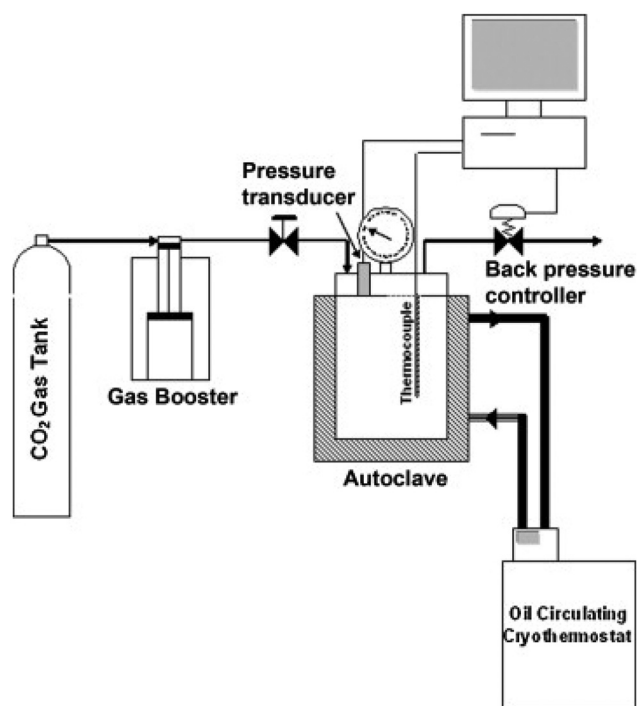 Pressure
transducer
Back pressure
controller
CO₂ Gas Tank
Gas Booster
Thermocouple
Autoclave
Oil Circulating
Cryothermostat